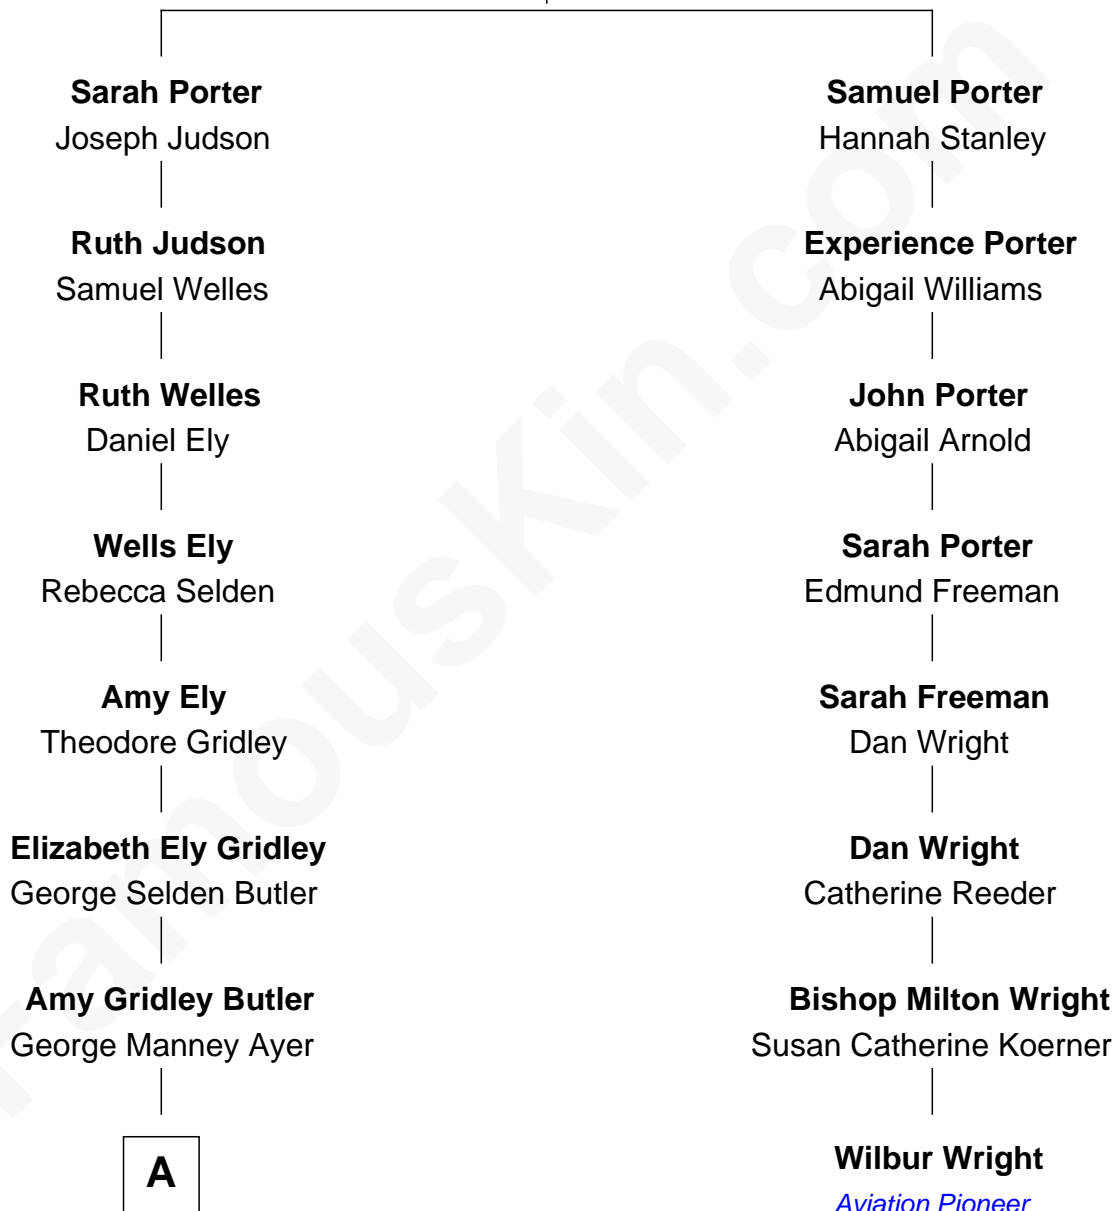 Sarah Porter
Joseph Judson
Samuel Porter
Hannah Stanley
Ruth Judson
Samuel Welles
Experience Porter
Abigail Williams
Ruth Welles
Daniel Ely
John Porter
Abigail Arnold
Wells Ely
Rebecca Selden
Sarah Porter
Edmund Freeman
Amy Ely
Theodore Gridley
Sarah Freeman
Dan Wright
Elizabeth Ely Gridley
George Selden Butler
Dan Wright
Catherine Reeder
Amy Gridley Butler
George Manney Ayer
Bishop Milton Wright
Susan Catherine Koerner
A
Wilbur Wright
Aviation Pioneer
FamousKin.com